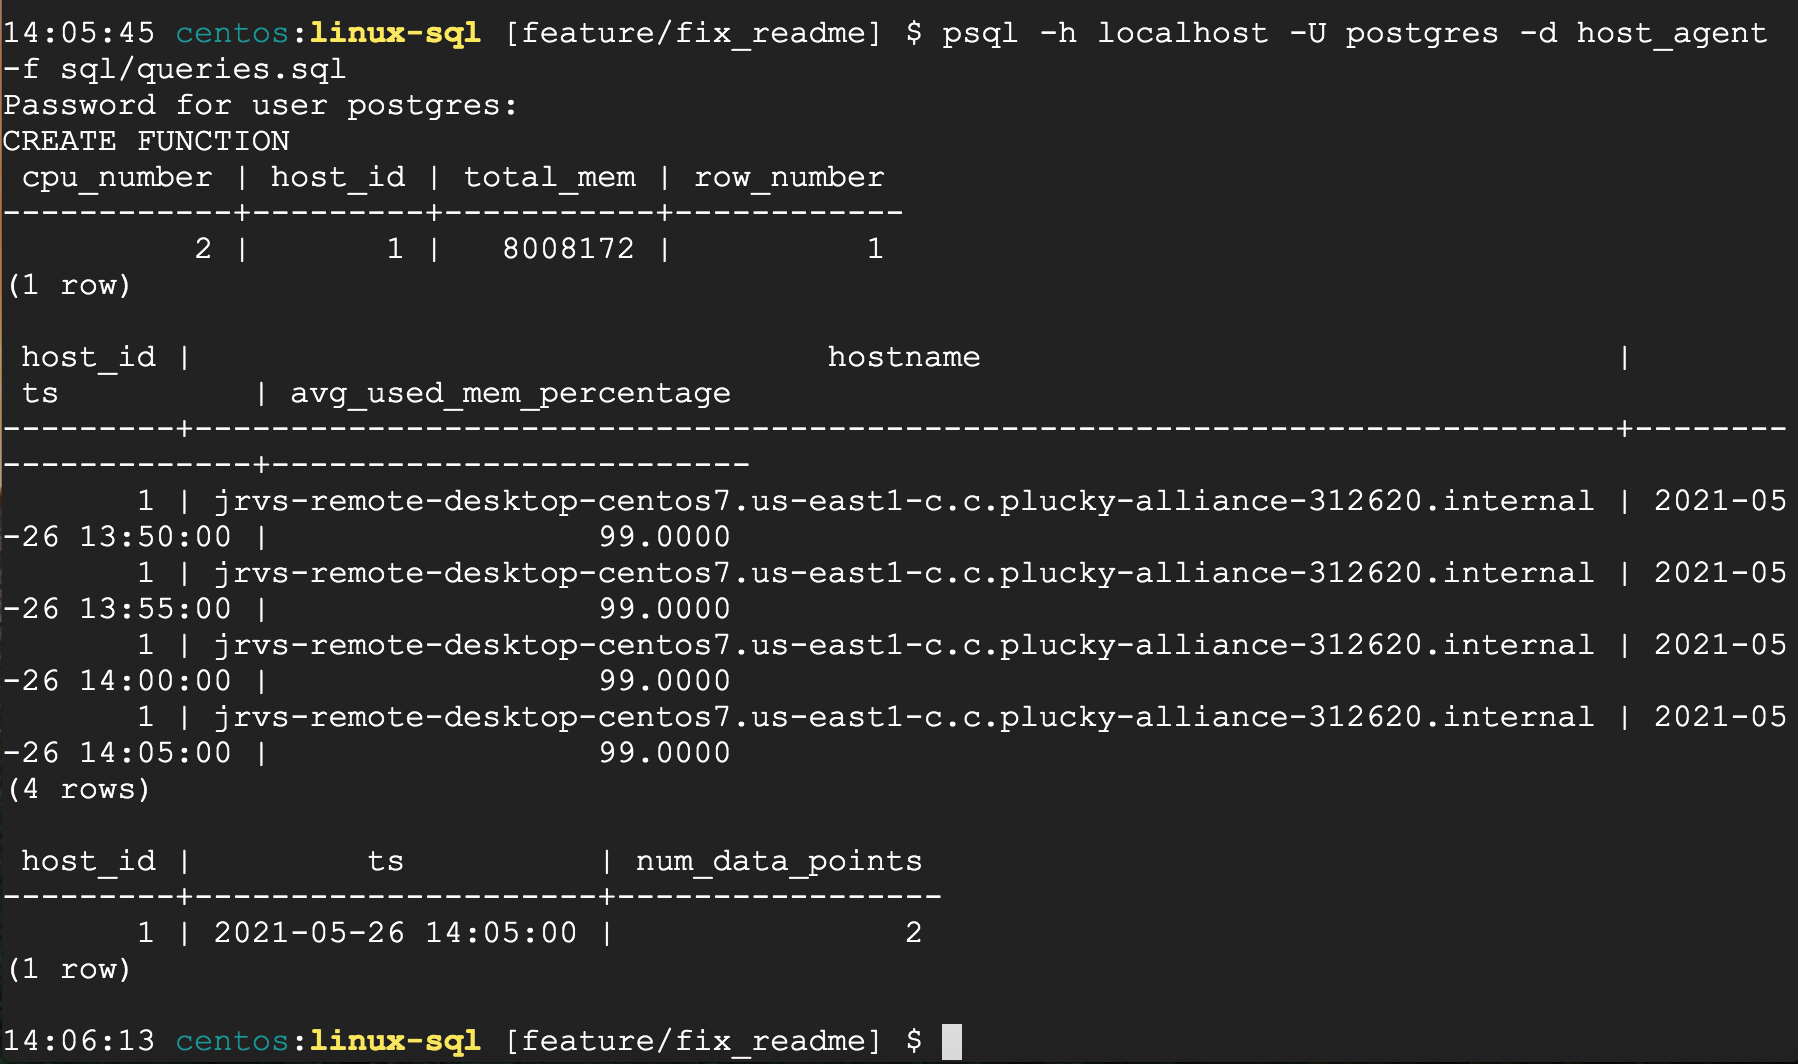 14:05:45 centos:linux-sql [feature/fix_readme] $ psql -h localhost -U postgres -d host_agent
-f sql/queries.sql
Password for user postgres:
CREATE FUNCTION
 cpu_number | host_id | total_mem | row_number
------------+---------+-----------+------------
          2 |       1 |   8008172 |          1
(1 row)

 host_id |                                 hostname                                 |
 ts          | avg_used_mem_percentage
---------+--------------------------------------------------------------------------+--------
-------------+-------------------------
       1 | jrvs-remote-desktop-centos7.us-east1-c.c.plucky-alliance-312620.internal | 2021-05
-26 13:50:00 |                 99.0000
       1 | jrvs-remote-desktop-centos7.us-east1-c.c.plucky-alliance-312620.internal | 2021-05
-26 13:55:00 |                 99.0000
       1 | jrvs-remote-desktop-centos7.us-east1-c.c.plucky-alliance-312620.internal | 2021-05
-26 14:00:00 |                 99.0000
       1 | jrvs-remote-desktop-centos7.us-east1-c.c.plucky-alliance-312620.internal | 2021-05
-26 14:05:00 |                 99.0000
(4 rows)

 host_id |         ts          | num_data_points
---------+---------------------+-----------------
       1 | 2021-05-26 14:05:00 |               2
(1 row)

14:06:13 centos:linux-sql [feature/fix_readme] $